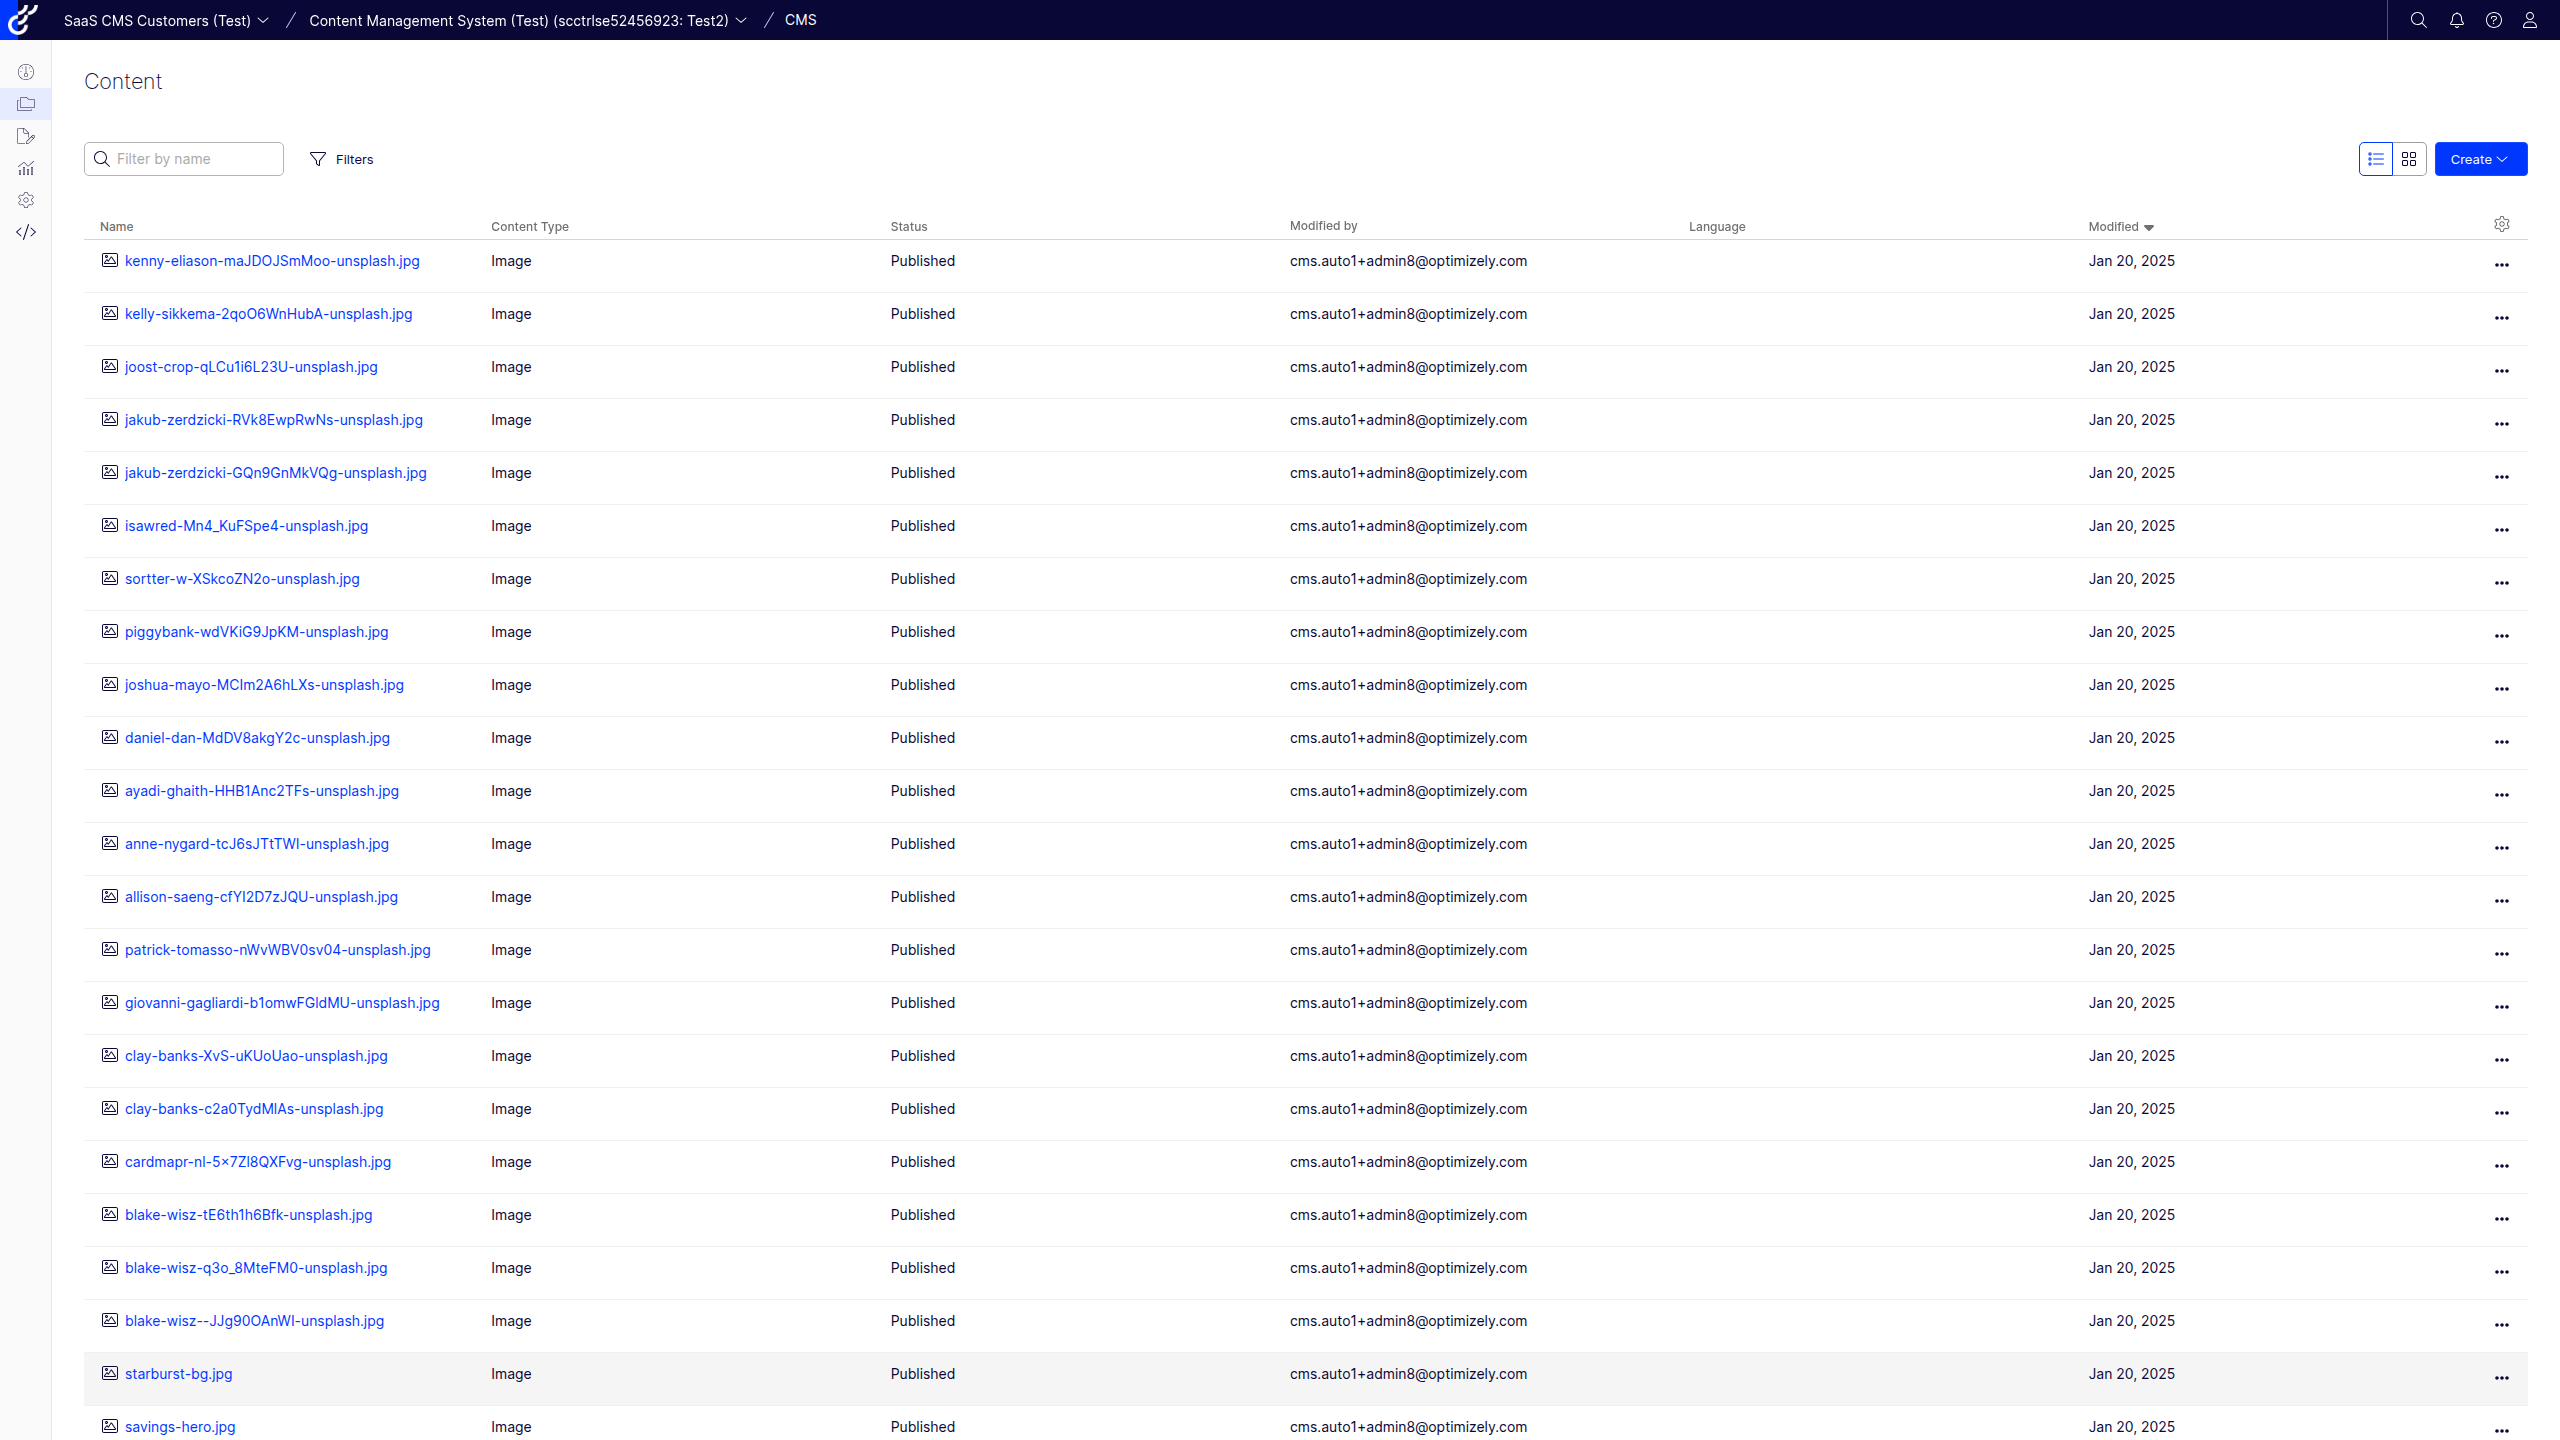 SaaS CMS Customers (Test) / Content Management System (Test) (scctrlse52456923: Test2) / CMS
Content
Filter by name Filters Create
Name Content Type Status Modified by Language Modified
kenny-eliason-maJDOJSmMoo-unsplash.jpg Image Published cms.auto1+admin8@optimizely.com Jan 20, 2025
kelly-sikkema-2qoO6WnHubA-unsplash.jpg Image Published cms.auto1+admin8@optimizely.com Jan 20, 2025
joost-crop-qLCu1i6L23U-unsplash.jpg Image Published cms.auto1+admin8@optimizely.com Jan 20, 2025
jakub-zerdzicki-RVk8EwpRwNs-unsplash.jpg Image Published cms.auto1+admin8@optimizely.com Jan 20, 2025
jakub-zerdzicki-GQn9GnMkVQg-unsplash.jpg Image Published cms.auto1+admin8@optimizely.com Jan 20, 2025
isawred-Mn4_KuFSpe4-unsplash.jpg Image Published cms.auto1+admin8@optimizely.com Jan 20, 2025
sortter-w-XSkcoZN2o-unsplash.jpg Image Published cms.auto1+admin8@optimizely.com Jan 20, 2025
piggybank-wdVKiG9JpKM-unsplash.jpg Image Published cms.auto1+admin8@optimizely.com Jan 20, 2025
joshua-mayo-MClm2A6hLXs-unsplash.jpg Image Published cms.auto1+admin8@optimizely.com Jan 20, 2025
daniel-dan-MdDV8akgY2c-unsplash.jpg Image Published cms.auto1+admin8@optimizely.com Jan 20, 2025
ayadi-ghaith-HHB1Anc2TFs-unsplash.jpg Image Published cms.auto1+admin8@optimizely.com Jan 20, 2025
anne-nygard-tcJ6sJTtTWI-unsplash.jpg Image Published cms.auto1+admin8@optimizely.com Jan 20, 2025
allison-saeng-cfYI2D7zJQU-unsplash.jpg Image Published cms.auto1+admin8@optimizely.com Jan 20, 2025
patrick-tomasso-nWvWBV0sv04-unsplash.jpg Image Published cms.auto1+admin8@optimizely.com Jan 20, 2025
giovanni-gagliardi-b1omwFGldMU-unsplash.jpg Image Published cms.auto1+admin8@optimizely.com Jan 20, 2025
clay-banks-XvS-uKUoUao-unsplash.jpg Image Published cms.auto1+admin8@optimizely.com Jan 20, 2025
clay-banks-c2a0TydMlAs-unsplash.jpg Image Published cms.auto1+admin8@optimizely.com Jan 20, 2025
cardmapr-nl-5x7Zl8QXFvg-unsplash.jpg Image Published cms.auto1+admin8@optimizely.com Jan 20, 2025
blake-wisz-tE6th1h6Bfk-unsplash.jpg Image Published cms.auto1+admin8@optimizely.com Jan 20, 2025
blake-wisz-q3o_8MteFM0-unsplash.jpg Image Published cms.auto1+admin8@optimizely.com Jan 20, 2025
blake-wisz--JJg90OAnWI-unsplash.jpg Image Published cms.auto1+admin8@optimizely.com Jan 20, 2025
starburst-bg.jpg Image Published cms.auto1+admin8@optimizely.com Jan 20, 2025
savings-hero.jpg Image Published cms.auto1+admin8@optimizely.com Jan 20, 2025